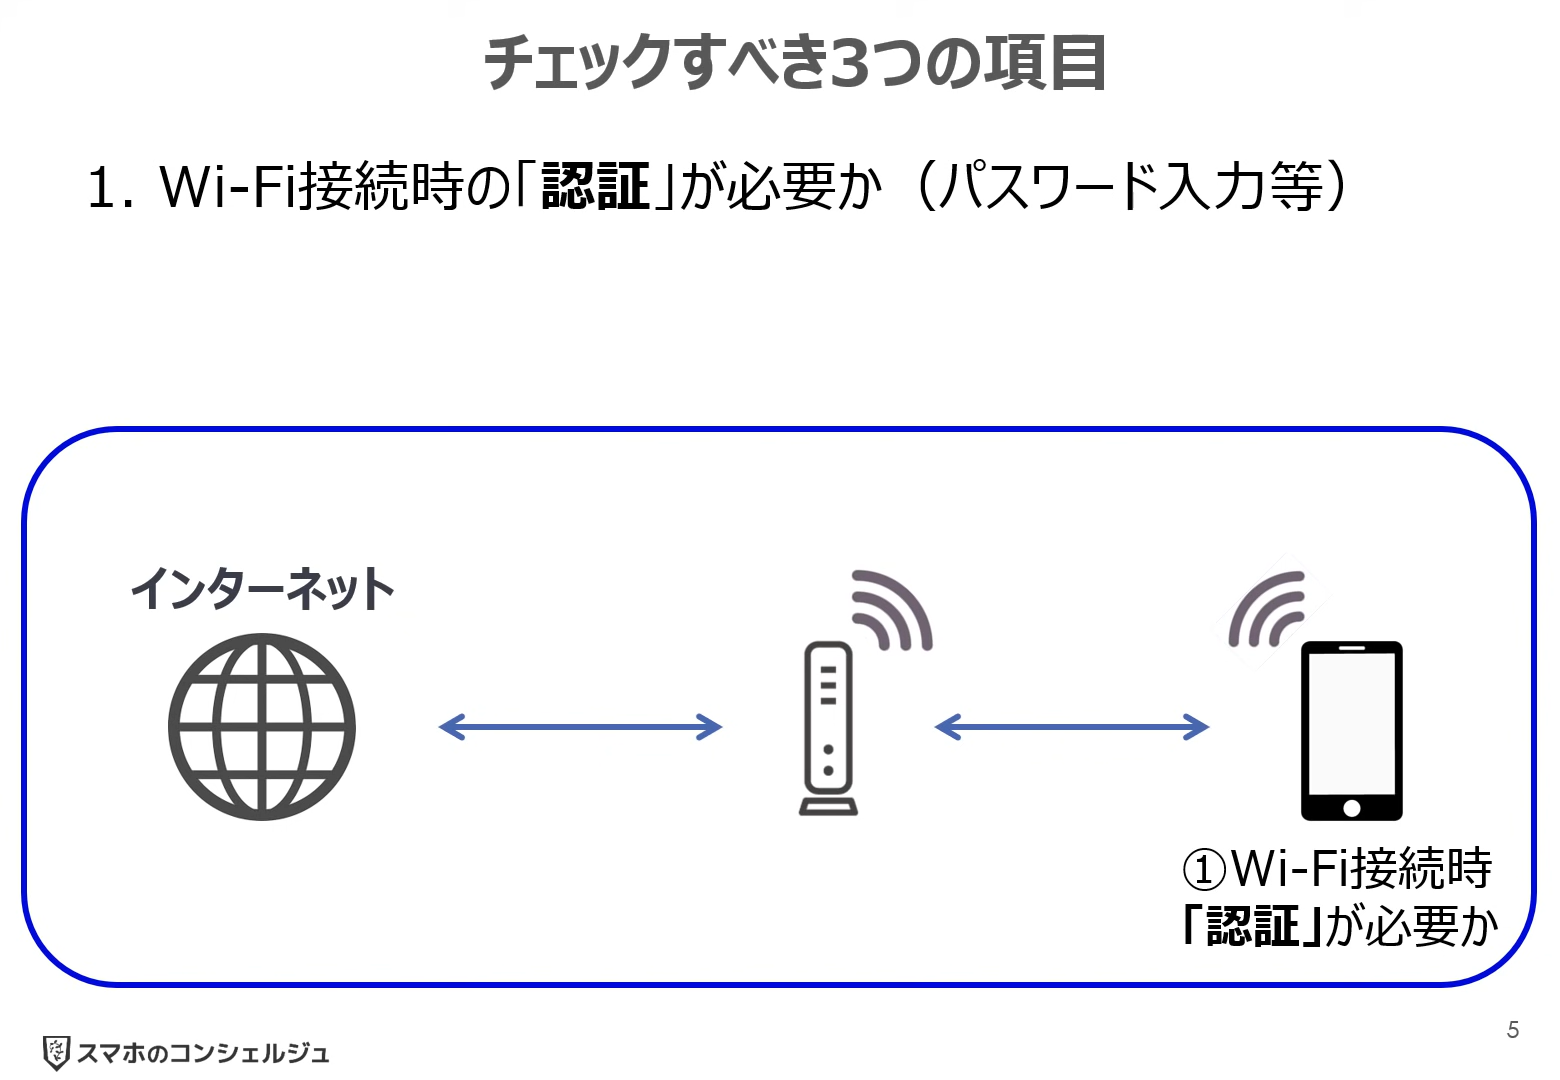 チェックすべき3つの項目
1. Wi-Fi接続時の「認証」が必要か（パスワード入力等）
インターネット
①Wi-Fi接続時
「認証」が必要か
スマホのコンシェルジュ
5